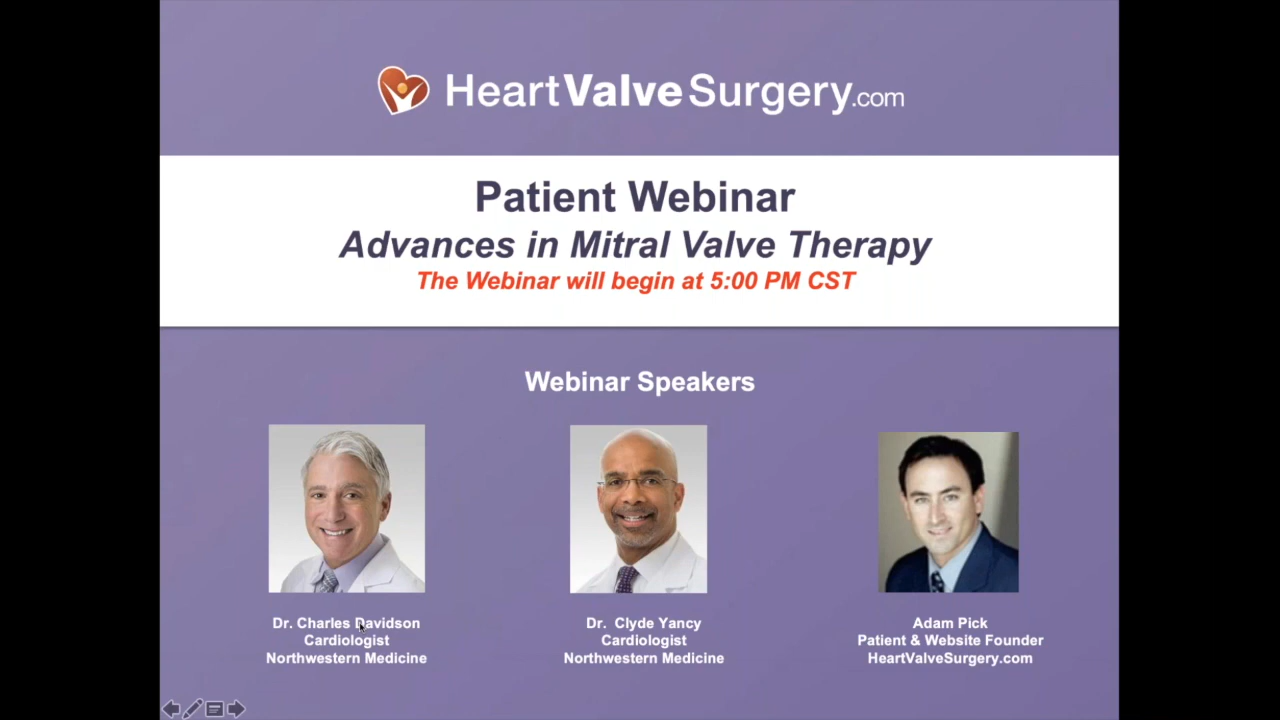 HeartValveSurgery.com
Patient Webinar
Advances in Mitral Valve Therapy
The Webinar will begin at 5:00 PM CST
Webinar Speakers
Dr. Charles Davidson
Cardiologist
Northwestern Medicine
Dr. Clyde Yancy
Cardiologist
Northwestern Medicine
Adam Pick
Patient & Website Founder
HeartValveSurgery.com